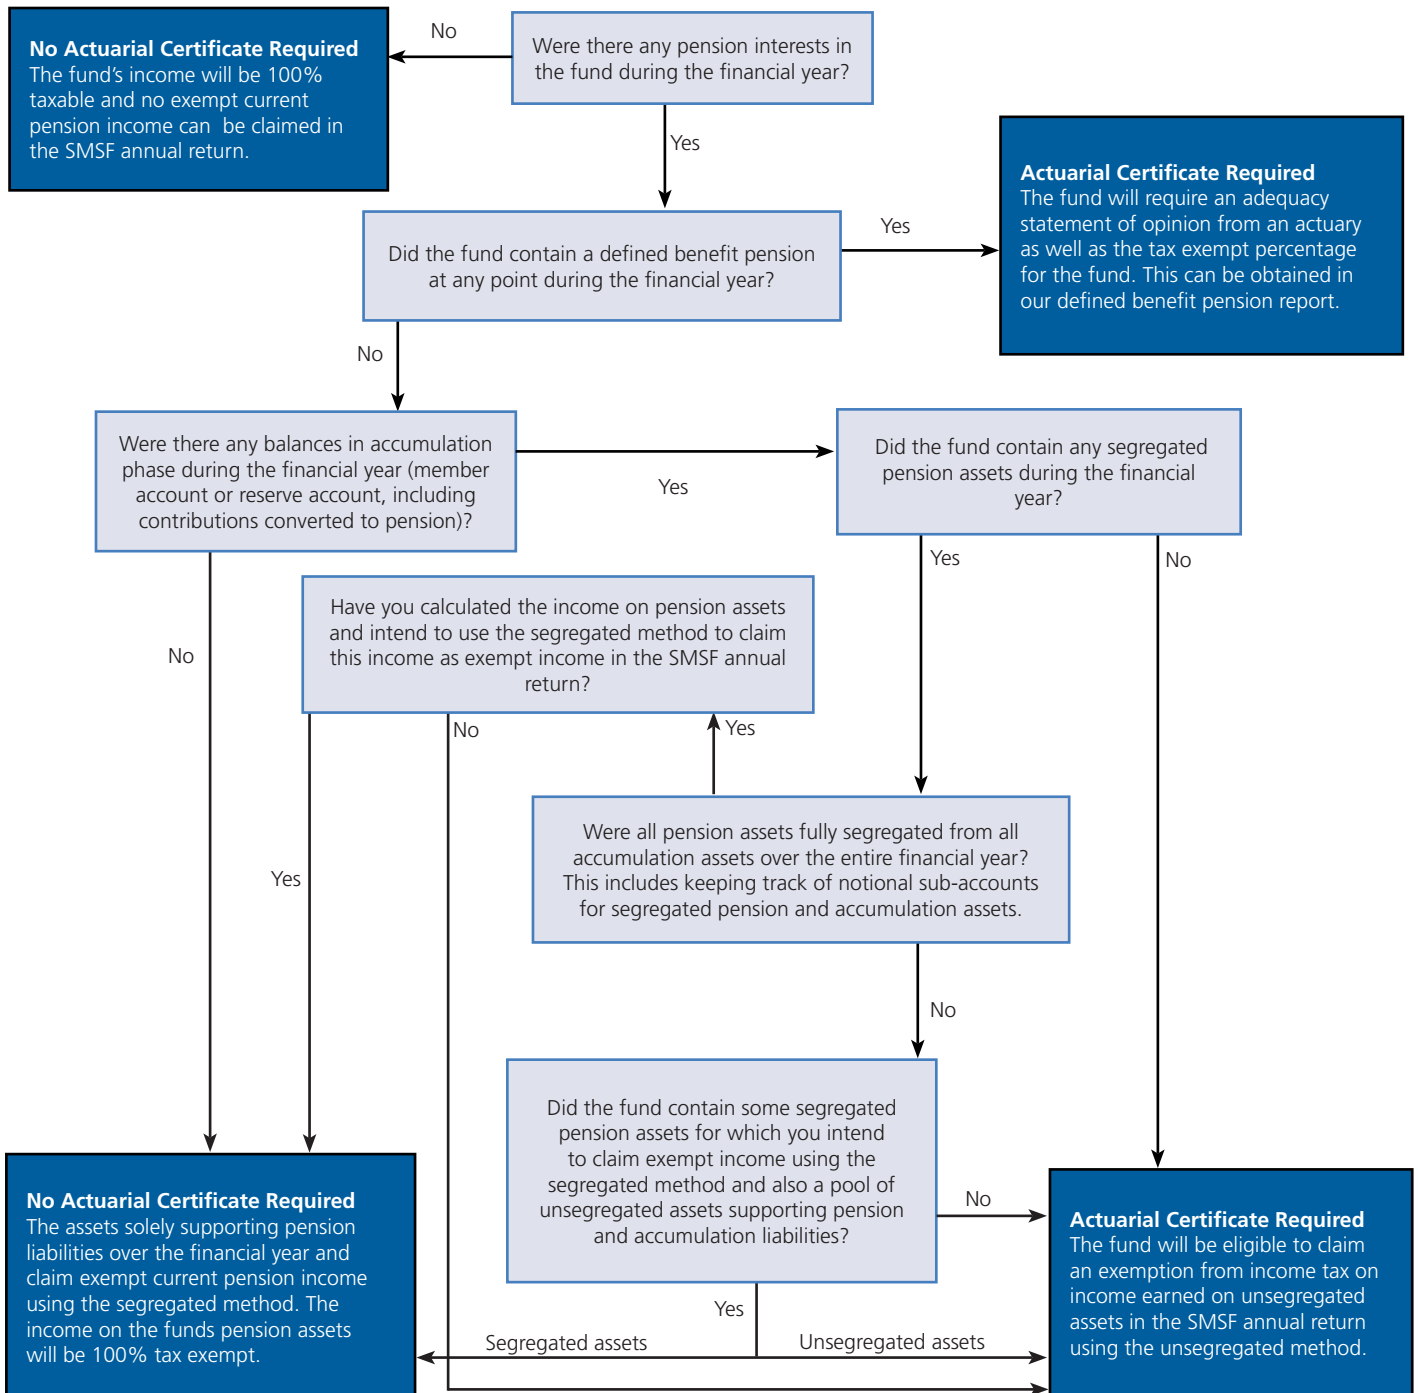 No
Were there any pension interests in
the fund during the financial year?
No Actuarial Certificate Required
The fund's income will be 100%
taxable and no exempt current
pension income can  be claimed in
the SMSF annual return.
Yes
Actuarial Certificate Required
The fund will require an adequacy
statement of opinion from an actuary
as well as the tax exempt percentage
for the fund. This can be obtained in
our defined benefit pension report.
Did the fund contain a defined benefit pension
at any point during the financial year?
Yes
No
Were there any balances in accumulation
phase during the financial year (member
account or reserve account, including
contributions converted to pension)?
Yes
Did the fund contain any segregated
pension assets during the financial
year?
Yes
No
Have you calculated the income on pension assets
and intend to use the segregated method to claim
this income as exempt income in the SMSF annual
return?
No
No
Yes
Yes
Were all pension assets fully segregated from all
accumulation assets over the entire financial year?
This includes keeping track of notional sub-accounts
for segregated pension and accumulation assets.
No
Did the fund contain some segregated
pension assets for which you intend
to claim exempt income using the
segregated method and also a pool of
unsegregated assets supporting pension
and accumulation liabilities?
No
Yes
Segregated assets
Unsegregated assets
No Actuarial Certificate Required
The assets solely supporting pension
liabilities over the financial year and
claim exempt current pension income
using the segregated method. The
income on the funds pension assets
will be 100% tax exempt.
Actuarial Certificate Required
The fund will be eligible to claim
an exemption from income tax on
income earned on unsegregated
assets in the SMSF annual return
using the unsegregated method.